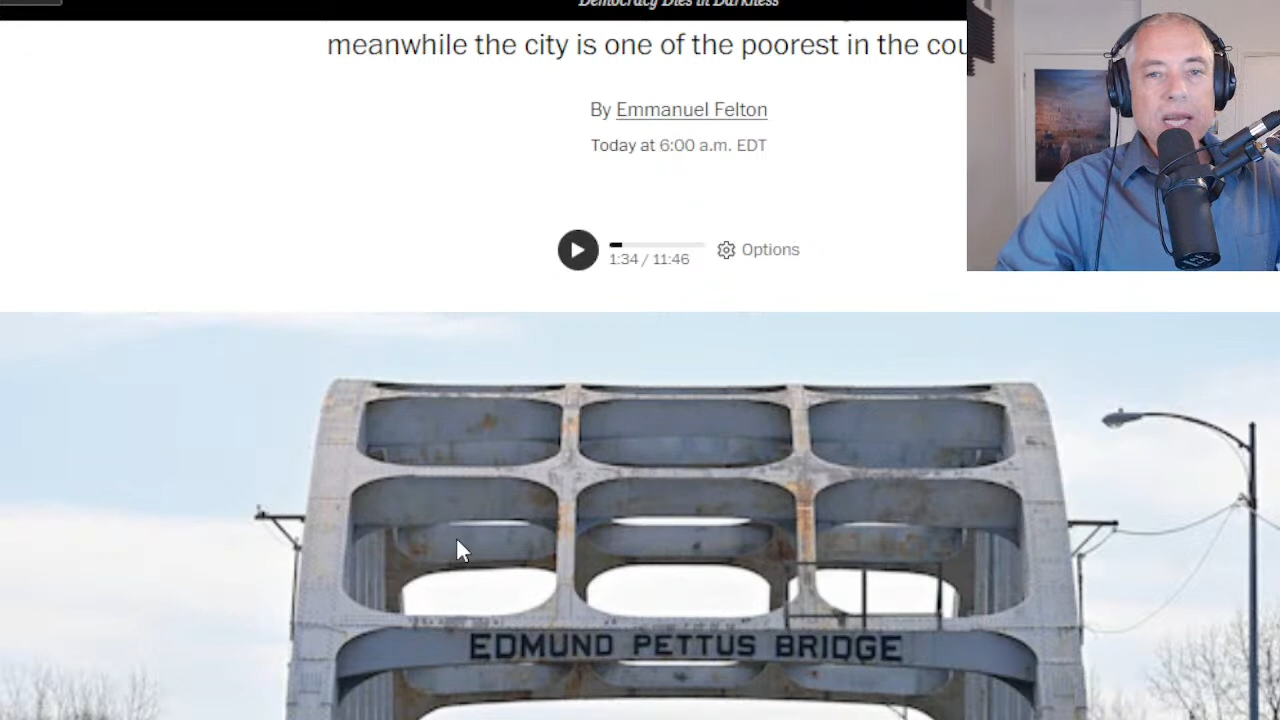 Democracy Dies in Darkness
meanwhile the city is one of the poorest in the cou
By Emmanuel Felton
Today at 6:00 a.m. EDT
1:34 / 11:46
Options
EDMUND PETTUS BRIDGE